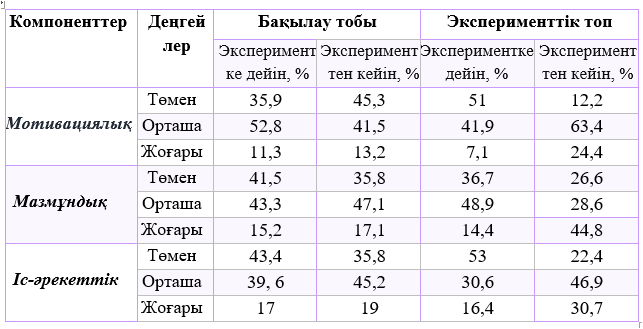 Компоненттер Деңгей лер Бақылау тобы Эксперименттік топ
Эксперимент ке дейін, % Эксперимент тен кейін, % Эксперментке дейін, % Эксперимент тен кейін, %
Мотивациялық Төмен 35,9 45,3 51 12,2
Орташа 52,8 41,5 41,9 63,4
Жоғары 11,3 13,2 7,1 24,4
Мазмұндық Төмен 41,5 35,8 36,7 26,6
Орташа 43,3 47,1 48,9 28,6
Жоғары 15,2 17,1 14,4 44,8
Іс-әрекеттік Төмен 43,4 35,8 53 22,4
Орташа 39, 6 45,2 30,6 46,9
Жоғары 17 19 16,4 30,7